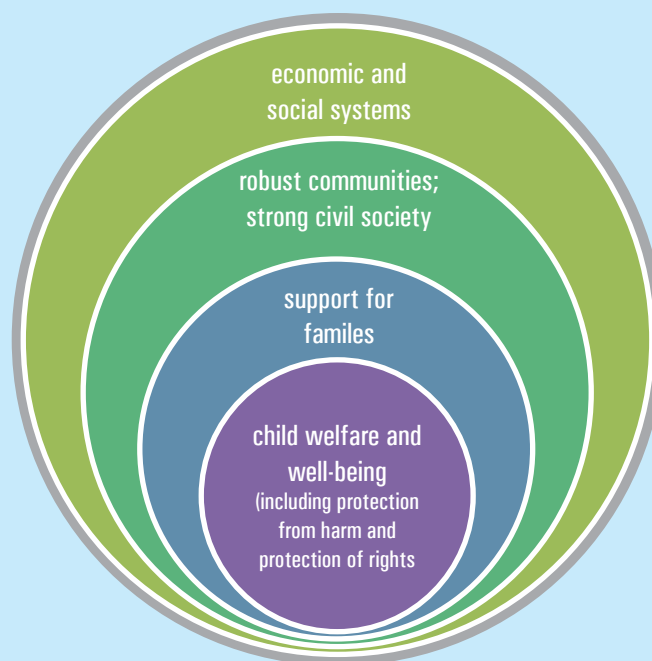 economic and
social systems
robust communities;
strong civil society
support for
familes
child welfare and
well-being
(including protection
from harm and
protection of rights